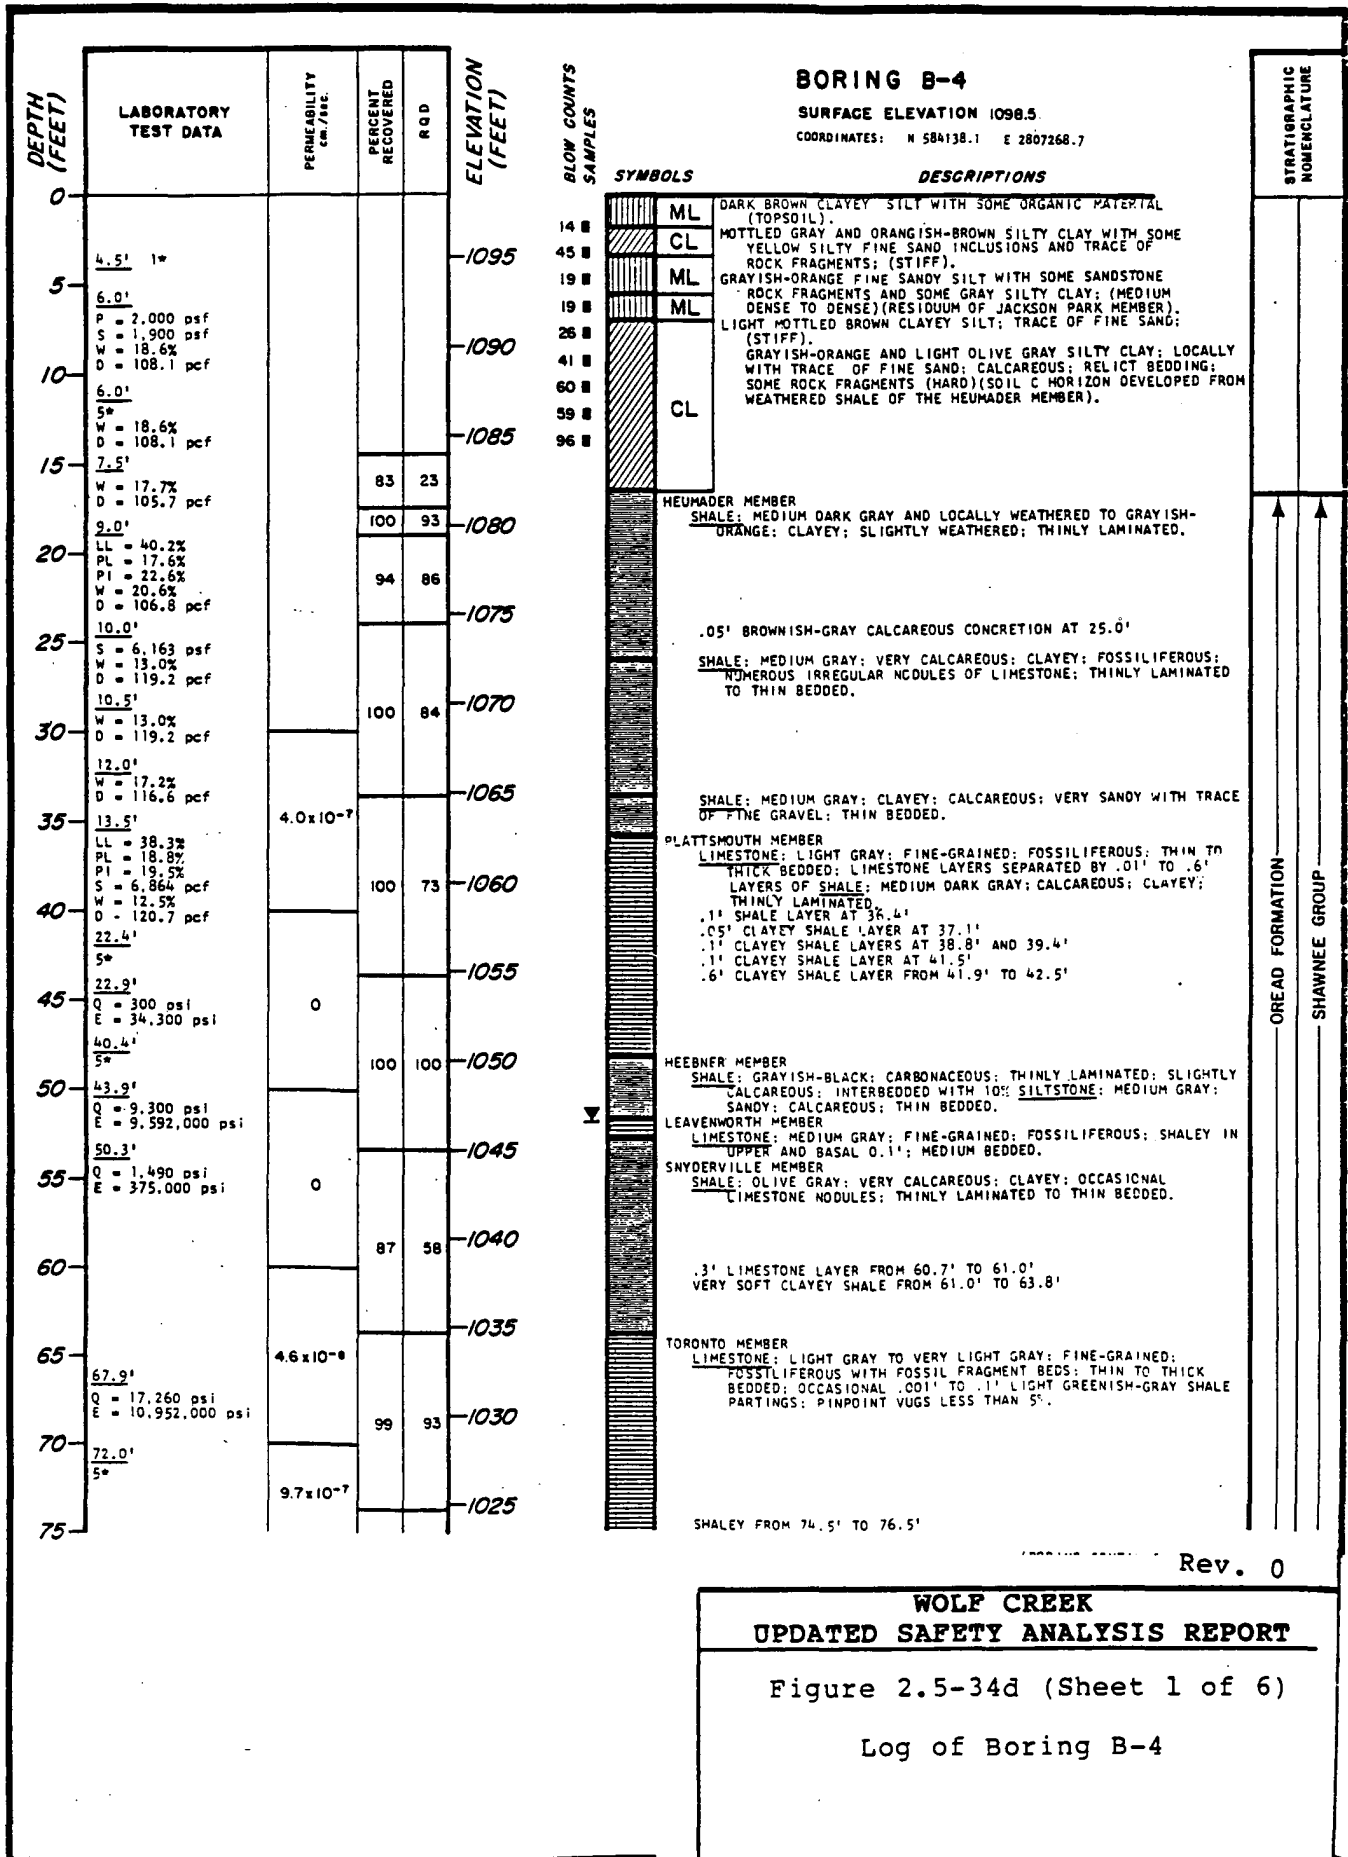 BORING B-4
SURFACE ELEVATION 1098.5
COORDINATES: N 584138.1 E 2807268.7
DEPTH (FEET)
LABORATORY TEST DATA
PERMEABILITY cm./sec.
PERCENT RECOVERED
RQD
ELEVATION (FEET)
BLOW COUNTS
SAMPLES
SYMBOLS
DESCRIPTIONS
STRATIGRAPHIC NOMENCLATURE
0
5
10
15
20
25
30
35
40
45
50
55
60
65
70
75
4.5' 1*
6.0'
P = 2,000 psf
S = 1,900 psf
W = 18.6%
D = 108.1 pcf
6.0'
5*
W = 18.6%
D = 108.1 pcf
7.5'
W = 17.7%
D = 105.7 pcf
9.0'
LL = 40.2%
PL = 17.6%
PI = 22.6%
W = 20.6%
D = 106.8 pcf
10.0'
S = 6,163 psf
W = 13.0%
D = 119.2 pcf
10.5'
W = 13.0%
D = 119.2 pcf
12.0'
W = 17.2%
D = 116.6 pcf
13.5'
LL = 38.3%
PL = 18.8%
PI = 19.5%
S = 6,864 pcf
W = 12.5%
D - 120.7 pcf
22.4'
5*
22.9'
Q = 300 psi
E = 34,300 psi
40.4'
5*
43.9'
Q = 9,300 psi
E = 9,592,000 psi
50.3'
Q = 1,490 psi
E = 375,000 psi
67.9'
Q = 17,260 psi
E = 10,952,000 psi
72.0'
5*
4.0x10-7
0
0
4.6x10-8
9.7x10-7
83 23
100 93
94 86
100 84
100 73
100 100
87 58
99 93
1095
1090
1085
1080
1075
1070
1065
1060
1055
1050
1045
1040
1035
1030
1025
14
45
19
19
26
41
60
59
96
ML
CL
ML
ML
CL
DARK BROWN CLAYEY SILT WITH SOME ORGANIC MATERIAL
(TOPSOIL).
MOTTLED GRAY AND ORANGISH-BROWN SILTY CLAY WITH SOME
YELLOW SILTY FINE SAND INCLUSIONS AND TRACE OF
ROCK FRAGMENTS; (STIFF).
GRAYISH-ORANGE FINE SANDY SILT WITH SOME SANDSTONE
ROCK FRAGMENTS AND SOME GRAY SILTY CLAY; (MEDIUM
DENSE TO DENSE)(RESIDUUM OF JACKSON PARK MEMBER).
LIGHT MOTTLED BROWN CLAYEY SILT; TRACE OF FINE SAND;
(STIFF).
GRAYISH-ORANGE AND LIGHT OLIVE GRAY SILTY CLAY; LOCALLY
WITH TRACE OF FINE SAND; CALCAREOUS; RELICT BEDDING;
SOME ROCK FRAGMENTS (HARD)(SOIL C HORIZON DEVELOPED FROM
WEATHERED SHALE OF THE HEUMADER MEMBER).
HEUMADER MEMBER
SHALE; MEDIUM DARK GRAY AND LOCALLY WEATHERED TO GRAYISH-
ORANGE; CLAYEY; SLIGHTLY WEATHERED; THINLY LAMINATED.
.05' BROWNISH-GRAY CALCAREOUS CONCRETION AT 25.0'
SHALE; MEDIUM GRAY; VERY CALCAREOUS; CLAYEY; FOSSILIFEROUS;
NUMEROUS IRREGULAR NODULES OF LIMESTONE; THINLY LAMINATED
TO THIN BEDDED.
SHALE; MEDIUM GRAY; CLAYEY; CALCAREOUS; VERY SANDY WITH TRACE
OF FINE GRAVEL; THIN BEDDED.
PLATTSMOUTH MEMBER
LIMESTONE; LIGHT GRAY; FINE-GRAINED; FOSSILIFEROUS; THIN TO
THICK BEDDED; LIMESTONE LAYERS SEPARATED BY .01' TO .6'
LAYERS OF SHALE; MEDIUM DARK GRAY; CALCAREOUS; CLAYEY;
THINLY LAMINATED.
.1' SHALE LAYER AT 36.4'
.05' CLAYEY SHALE LAYER AT 37.1'
.1' CLAYEY SHALE LAYERS AT 38.8' AND 39.4'
.1' CLAYEY SHALE LAYER AT 41.5'
.6' CLAYEY SHALE LAYER FROM 41.9' TO 42.5'
HEEBNER MEMBER
SHALE; GRAYISH-BLACK; CARBONACEOUS; THINLY LAMINATED; SLIGHTLY
CALCAREOUS; INTERBEDDED WITH 10% SILTSTONE; MEDIUM GRAY;
SANDY; CALCAREOUS; THIN BEDDED.
LEAVENWORTH MEMBER
LIMESTONE; MEDIUM GRAY; FINE-GRAINED; FOSSILIFEROUS; SHALEY IN
UPPER AND BASAL 0.1'; MEDIUM BEDDED.
SNYDERVILLE MEMBER
SHALE; OLIVE GRAY; VERY CALCAREOUS; CLAYEY; OCCASIONAL
LIMESTONE NODULES; THINLY LAMINATED TO THIN BEDDED.
.3' LIMESTONE LAYER FROM 60.7' TO 61.0'
VERY SOFT CLAYEY SHALE FROM 61.0' TO 63.8'
TORONTO MEMBER
LIMESTONE; LIGHT GRAY TO VERY LIGHT GRAY; FINE-GRAINED;
FOSSILIFEROUS WITH FOSSIL FRAGMENT BEDS; THIN TO THICK
BEDDED; OCCASIONAL .001' TO .1' LIGHT GREENISH-GRAY SHALE
PARTINGS; PINPOINT VUGS LESS THAN 5%.
SHALEY FROM 74.5' TO 76.5'
OREAD FORMATION
SHAWNEE GROUP
Rev. 0
WOLF CREEK
UPDATED SAFETY ANALYSIS REPORT
Figure 2.5-34d (Sheet 1 of 6)
Log of Boring B-4